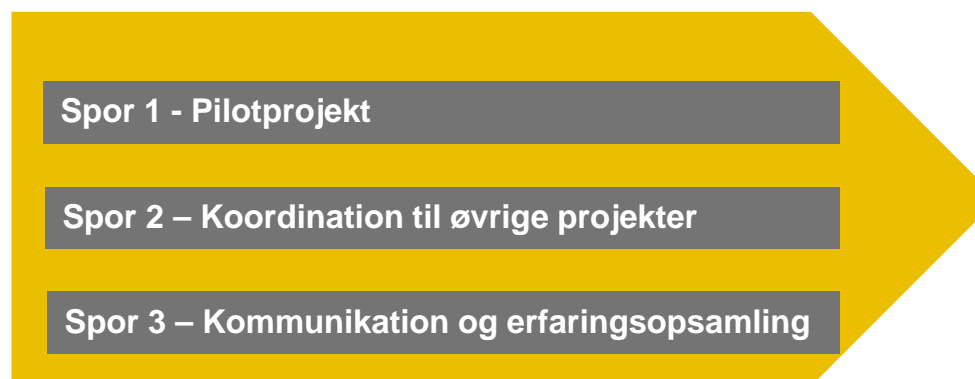 Spor 1 - Pilotprojekt
Spor 2 – Koordination til øvrige projekter
Spor 3 – Kommunikation og erfaringsopsamling